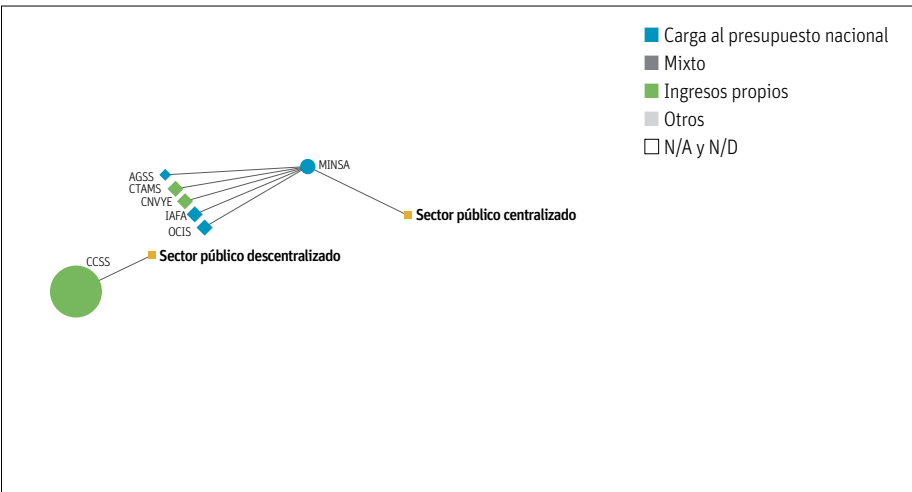 Carga al presupuesto nacional
Mixto
Ingresos propios
Otros
N/A y N/D
MINSA
AGSS
CTAMS
CNVYE
IAFA
OCIS
Sector público centralizado
Sector público descentralizado
CCSS